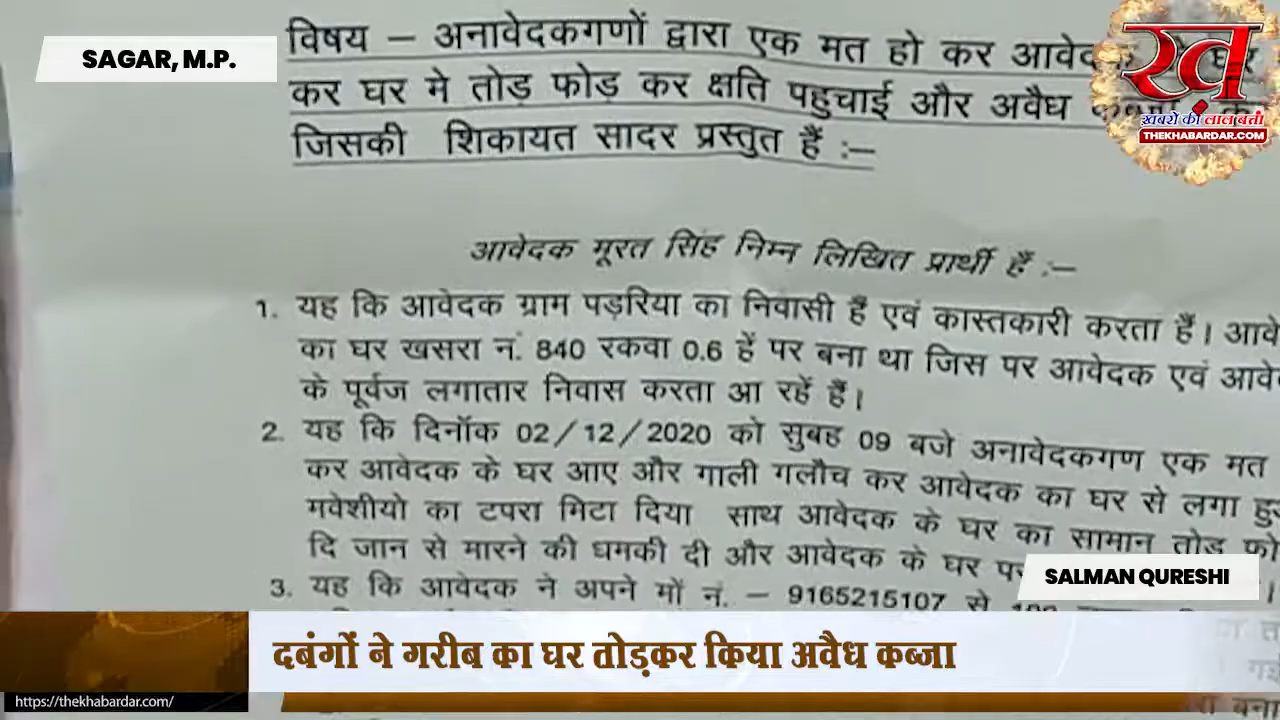 SAGAR, M.P.
विषय – अनावेदकगणों द्वारा एक मत हो कर आवेदक घर
कर घर मे तोड़ फोड़ कर क्षति पहुचाई और अवैध
जिसकी शिकायत सादर प्रस्तुत हैं :–
रख़
खबरों की लाल बत्ती
THEKHABARDAR.COM
आवेदक मूरत सिंह निम्न लिखित प्रार्थी हैं :–
1. यह कि आवेदक ग्राम पड़रिया का निवासी हैं एवं कास्तकारी करता हैं। आवे
का घर खसरा नं. 840 रकवा 0.6 हें पर बना था जिस पर आवेदक एवं आवे
के पूर्वज लगातार निवास करता आ रहें हैं।
2. यह कि दिनॉक 02/12/2020 को सुबह 09 बजे अनावेदकगण एक मत
कर आवेदक के घर आए और गाली गलौच कर आवेदक का घर से लगा हुआ
मवेशीयो का टपरा मिटा दिया साथ आवेदक के घर का सामान तोड़ फो
दि जान से मारने की धमकी दी और आवेदक के घर पर
3. यह कि आवेदक ने अपने मों नं. – 9165215107 से
SALMAN QURESHI
दबंगों ने गरीब का घर तोड़कर किया अवैध कब्जा
https://thekhabardar.com/